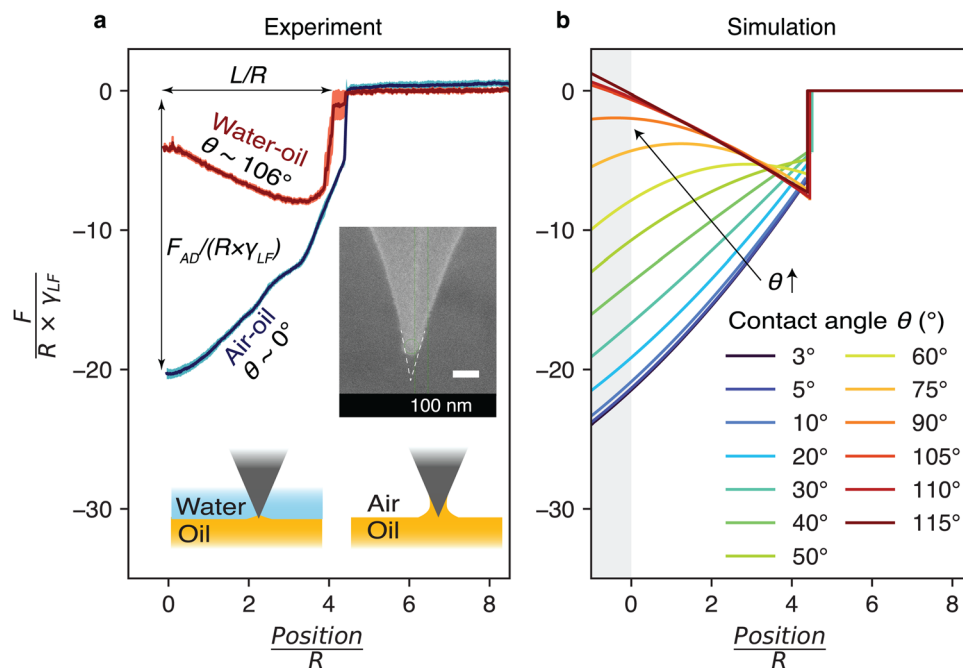 a
Experiment
L/R
Water-oil
θ ~ 106°
F_AD/(R×γ_LF)
Air-oil
θ ~ 0°
100 nm
Water
Oil
Air
Oil
0
−10
−20
−30
F
R × γ_LF
0 2 4 6 8
Position
R
b
Simulation
θ↑
Contact angle θ (°)
3° 60°
5° 75°
10° 90°
20° 105°
30° 110°
40° 115°
50°
0
−10
−20
−30
0 2 4 6 8
Position
R